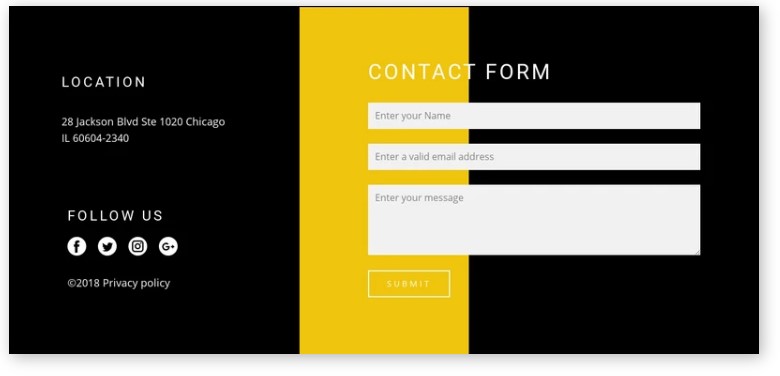 LOCATION
28 Jackson Blvd Ste 1020 Chicago
IL 60604-2340
FOLLOW US
©2018 Privacy policy
CONTACT FORM
Enter your Name
Enter a valid email address
Enter your message
SUBMIT